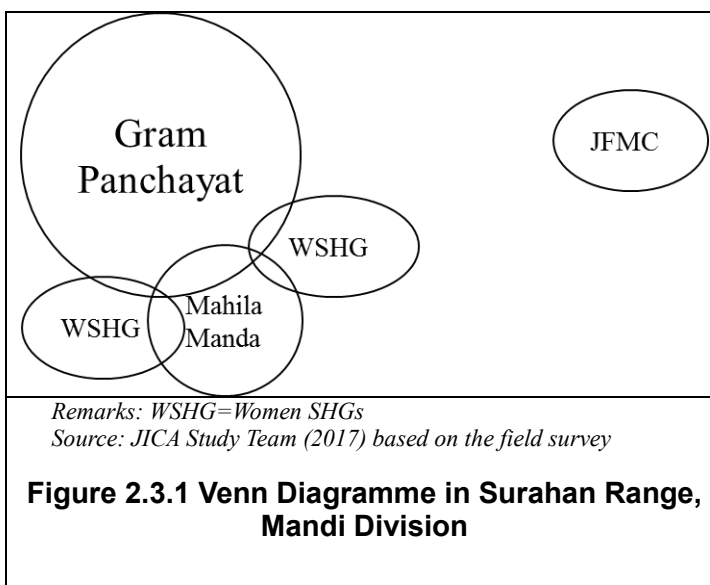 Gram
Panchayat
JFMC
WSHG
Mahila
Manda
WSHG
Remarks: WSHG=Women SHGs
Source: JICA Study Team (2017) based on the field survey
Figure 2.3.1 Venn Diagramme in Surahan Range,
Mandi Division